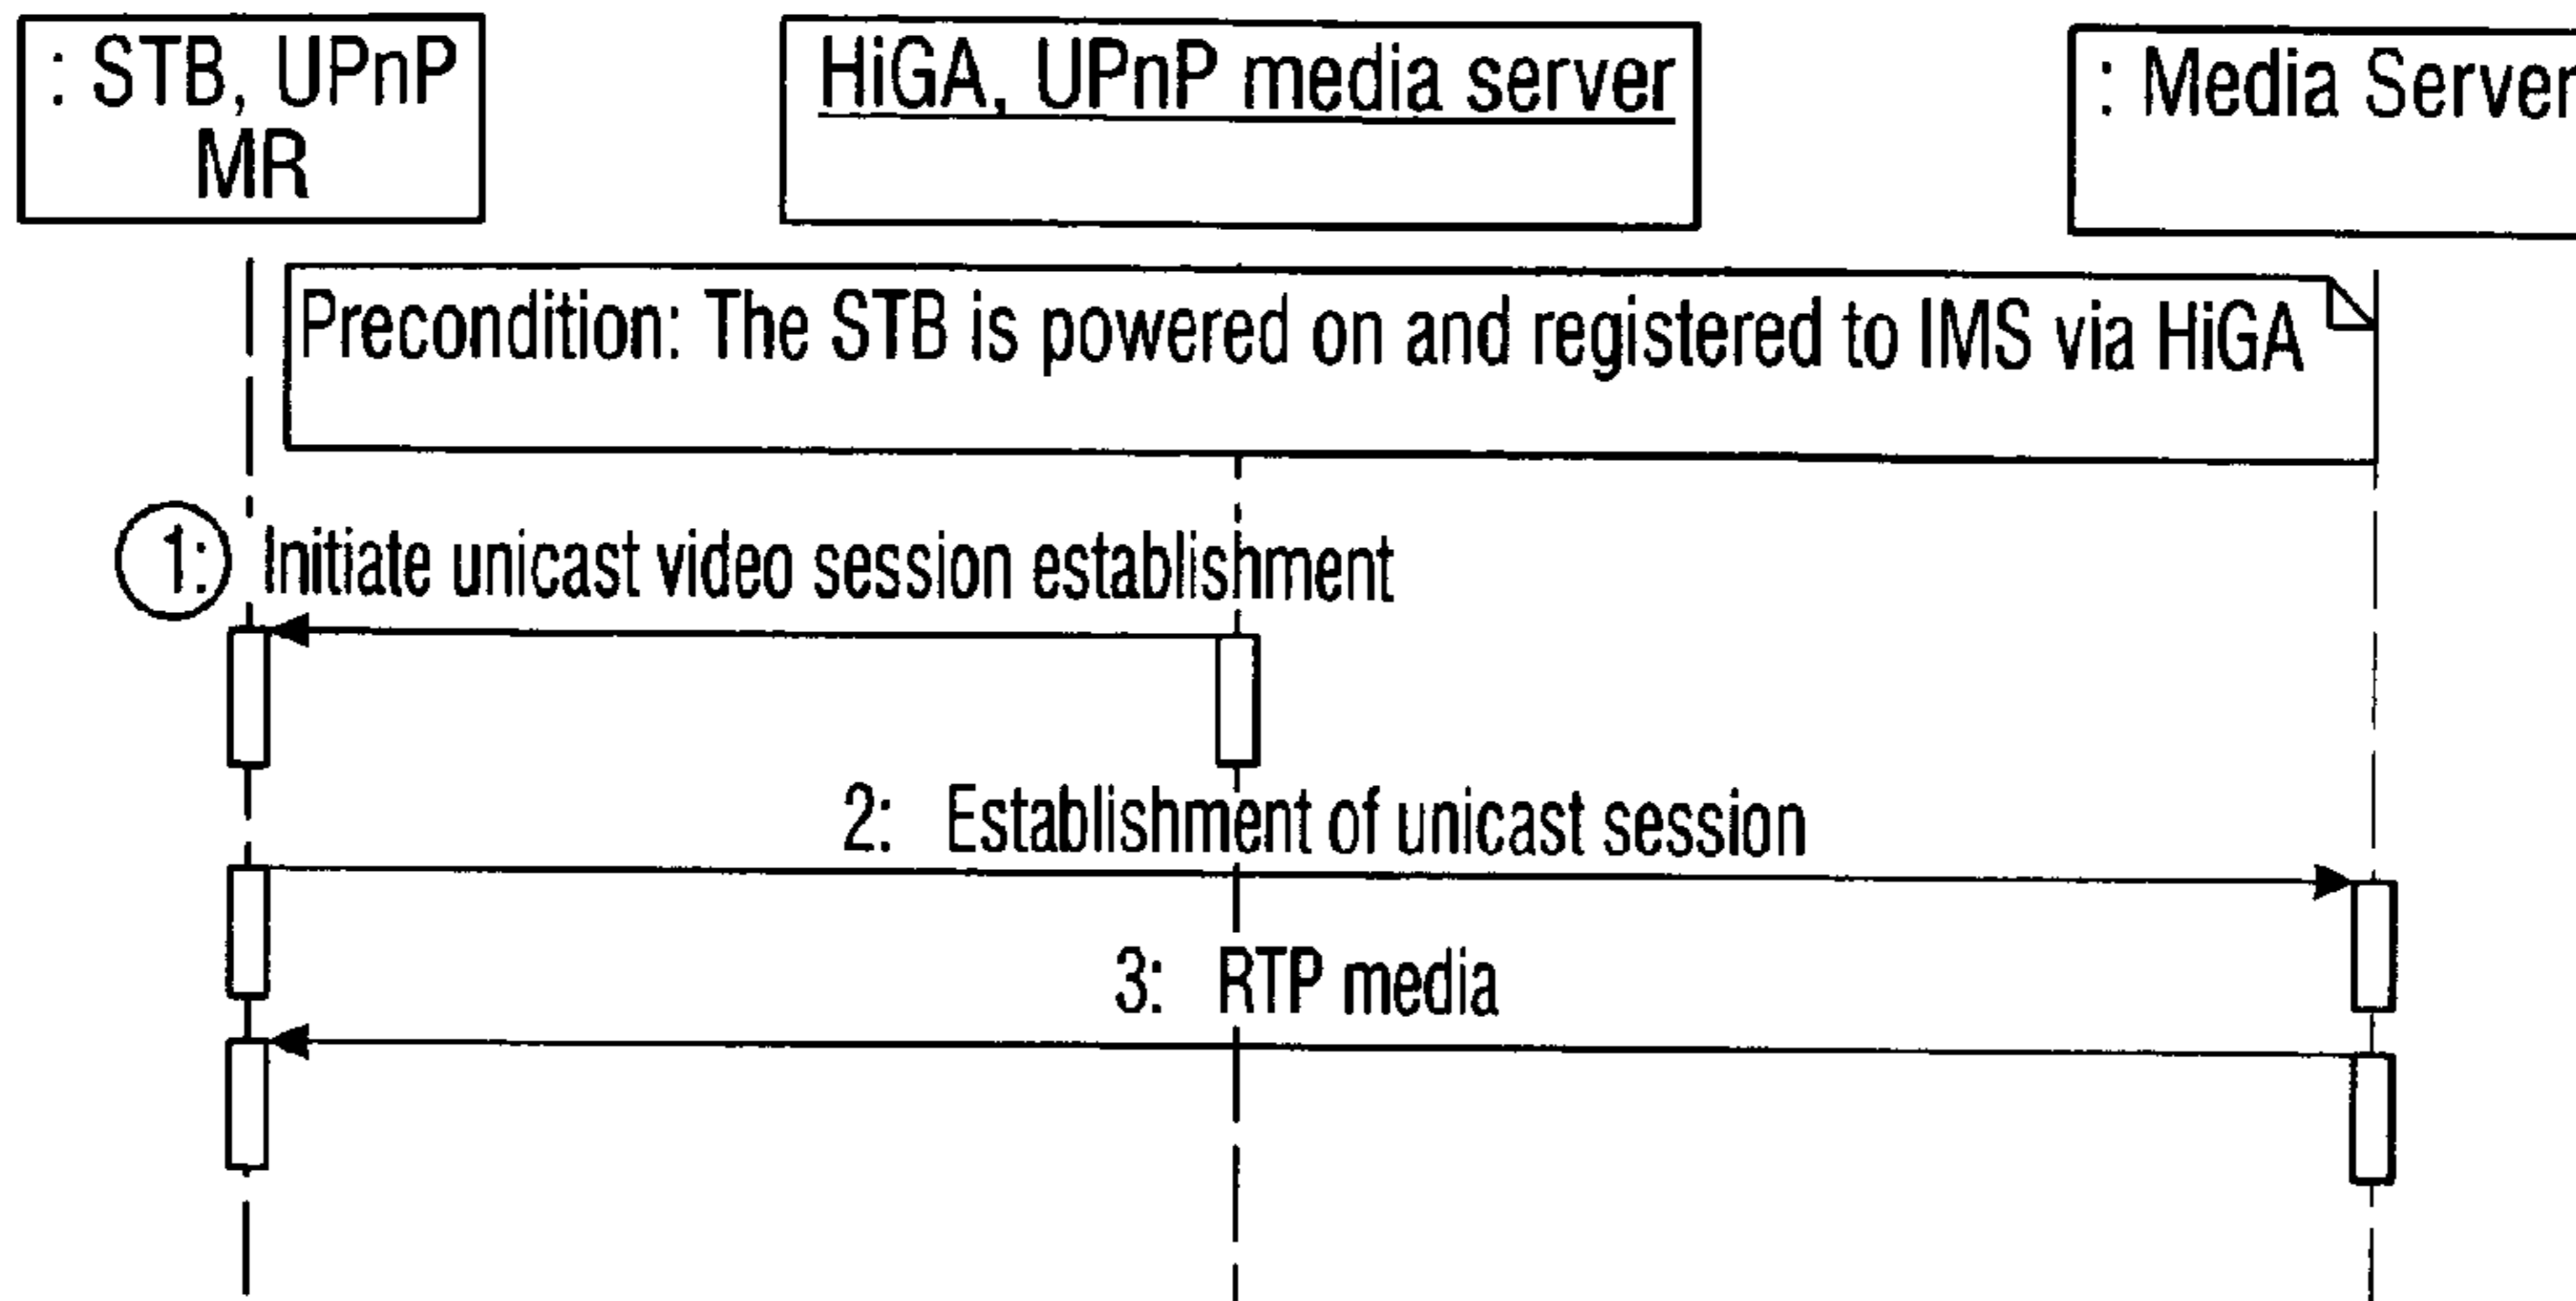 : STB, UPnP
MR
HiGA, UPnP media server
: Media Server
Precondition: The STB is powered on and registered to IMS via HiGA
1: Initiate unicast video session establishment
2: Establishment of unicast session
3: RTP media